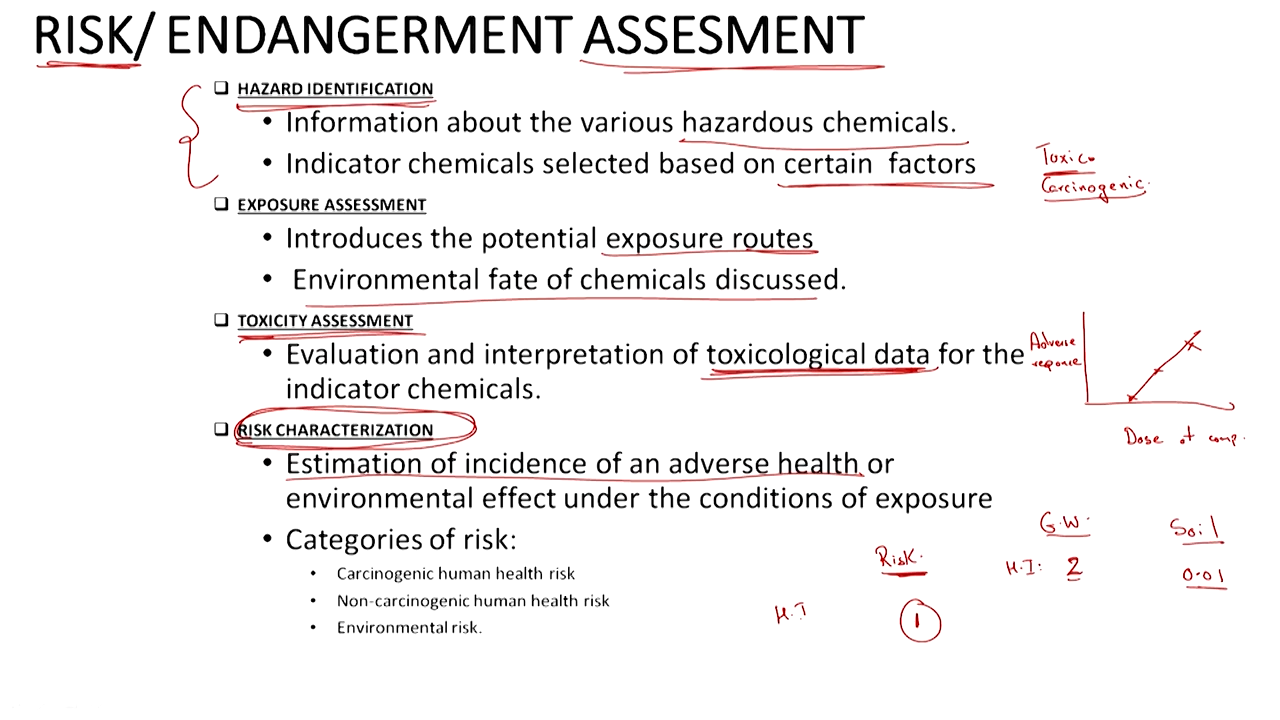 RISK/ ENDANGERMENT ASSESMENT
HAZARD IDENTIFICATION
• Information about the various hazardous chemicals.
• Indicator chemicals selected based on certain factors
Toxic
Carcinogenic.
EXPOSURE ASSESSMENT
• Introduces the potential exposure routes
• Environmental fate of chemicals discussed.
TOXICITY ASSESSMENT
• Evaluation and interpretation of toxicological data for the
indicator chemicals.
Adverse
reponse
Dose of comp.
RISK CHARACTERIZATION
• Estimation of incidence of an adverse health or
environmental effect under the conditions of exposure
• Categories of risk:
• Carcinogenic human health risk
• Non-carcinogenic human health risk
• Environmental risk.
Risk.
H.I
1
G.W. Soil
H.I: 2 0.01